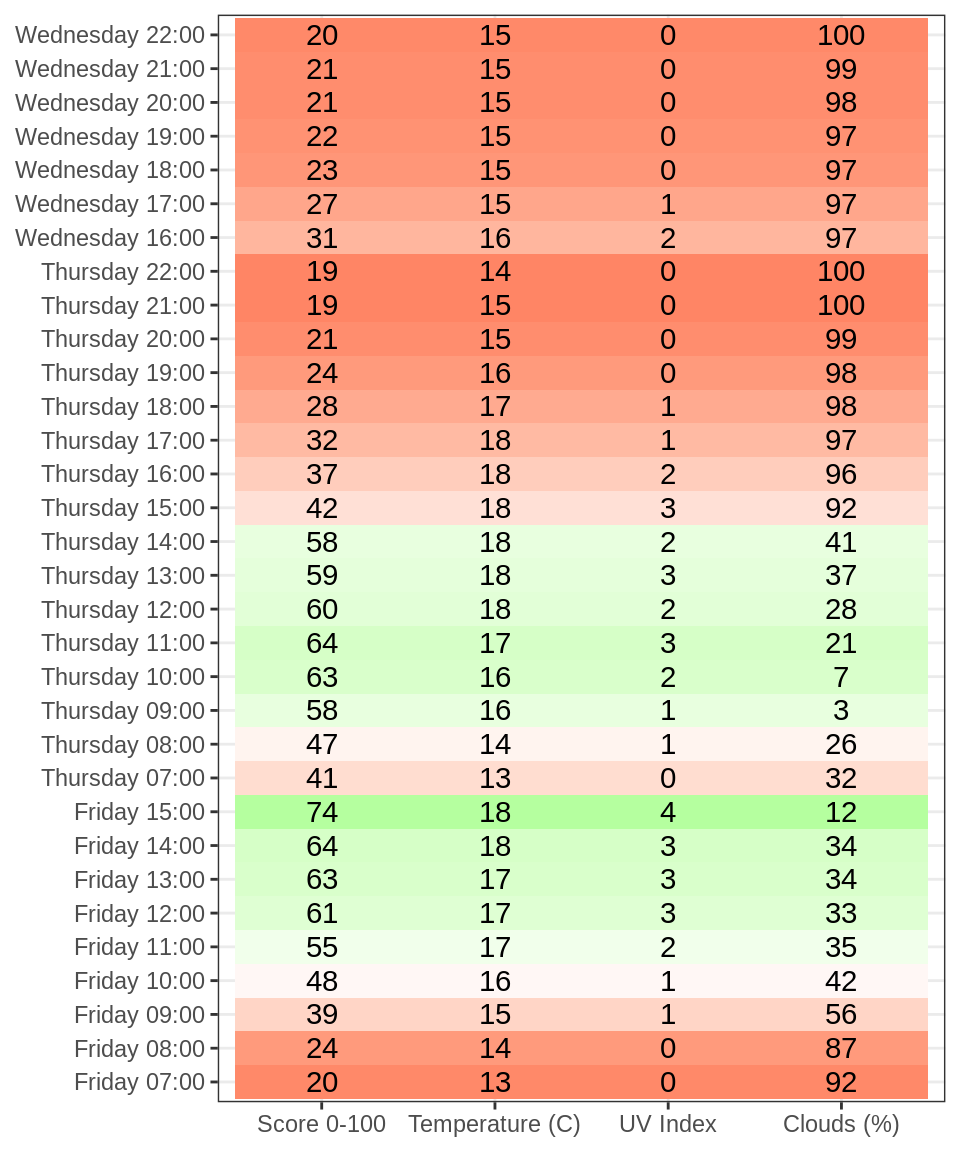 Wednesday 22:00 20 15 0 100
Wednesday 21:00 21 15 0 99
Wednesday 20:00 21 15 0 98
Wednesday 19:00 22 15 0 97
Wednesday 18:00 23 15 0 97
Wednesday 17:00 27 15 1 97
Wednesday 16:00 31 16 2 97
Thursday 22:00 19 14 0 100
Thursday 21:00 19 15 0 100
Thursday 20:00 21 15 0 99
Thursday 19:00 24 16 0 98
Thursday 18:00 28 17 1 98
Thursday 17:00 32 18 1 97
Thursday 16:00 37 18 2 96
Thursday 15:00 42 18 3 92
Thursday 14:00 58 18 2 41
Thursday 13:00 59 18 3 37
Thursday 12:00 60 18 2 28
Thursday 11:00 64 17 3 21
Thursday 10:00 63 16 2 7
Thursday 09:00 58 16 1 3
Thursday 08:00 47 14 1 26
Thursday 07:00 41 13 0 32
Friday 15:00 74 18 4 12
Friday 14:00 64 18 3 34
Friday 13:00 63 17 3 34
Friday 12:00 61 17 3 33
Friday 11:00 55 17 2 35
Friday 10:00 48 16 1 42
Friday 09:00 39 15 1 56
Friday 08:00 24 14 0 87
Friday 07:00 20 13 0 92
Score 0-100 Temperature (C) UV Index Clouds (%)